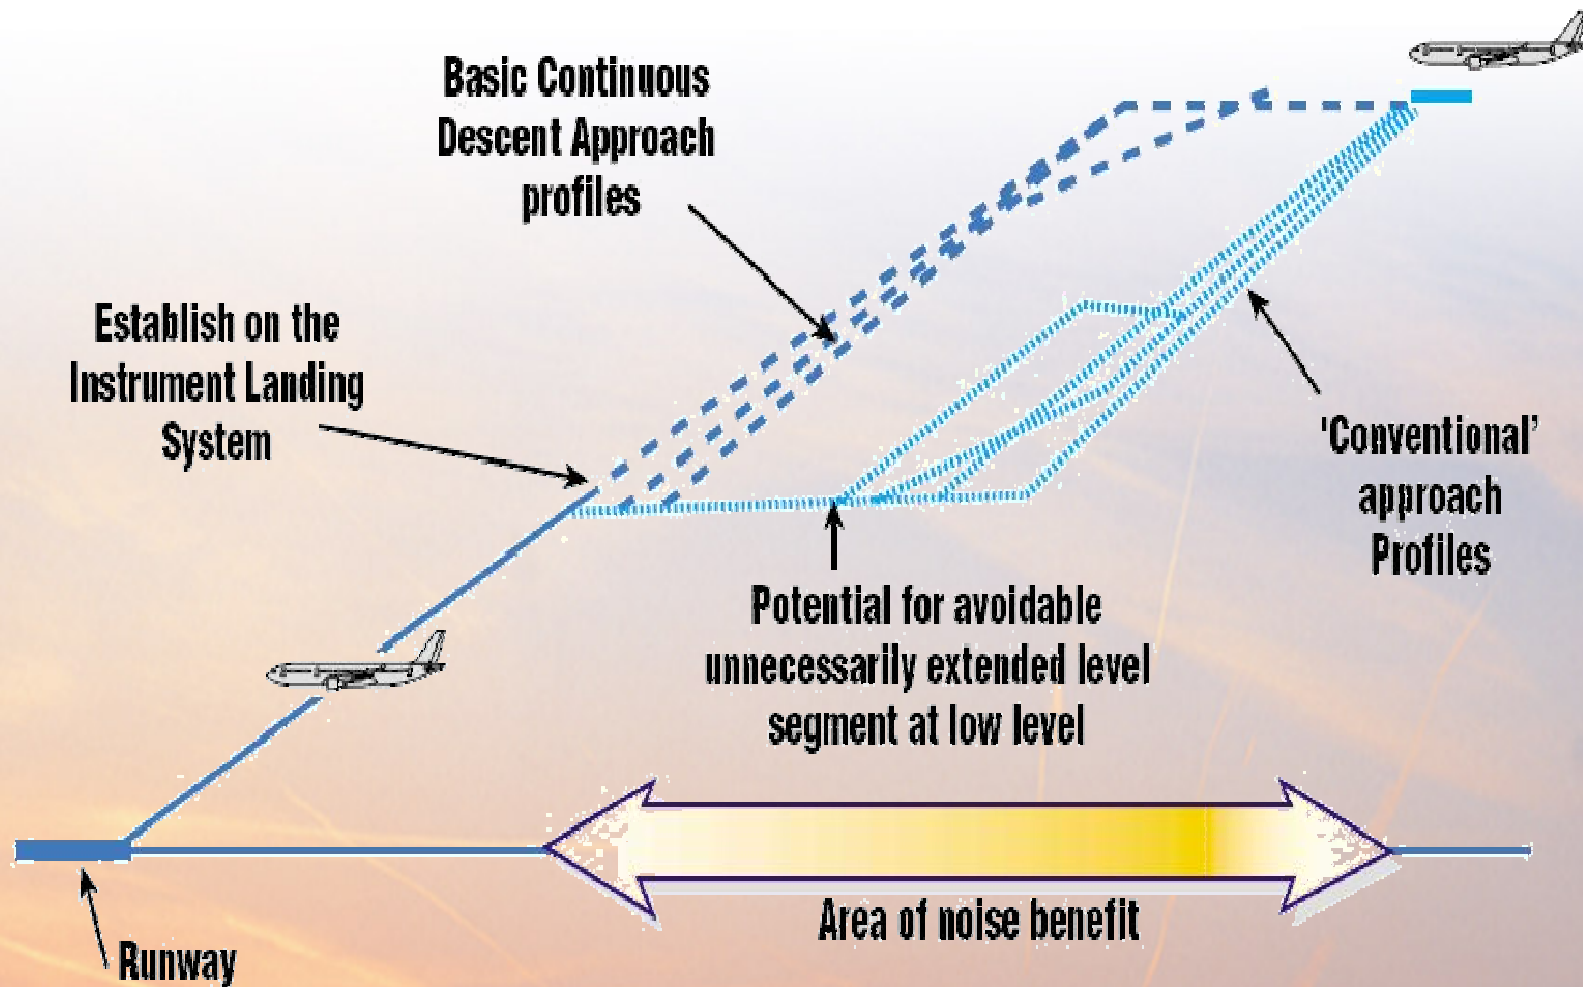 Basic Continuous
Descent Approach
profiles
Establish on the
Instrument Landing
System
'Conventional'
approach
Profiles
Potential for avoidable
unnecessarily extended level
segment at low level
Area of noise benefit
Runway